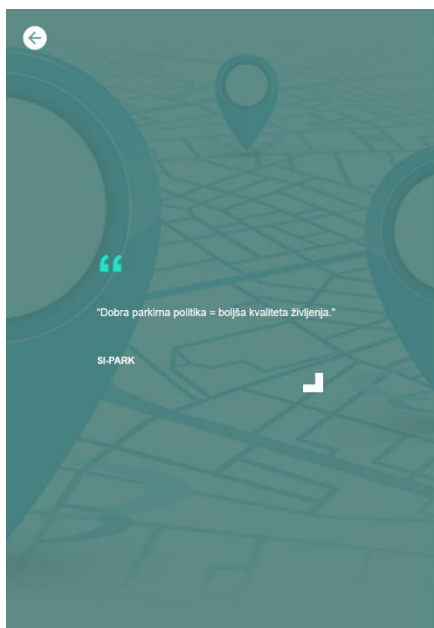 “Dobra parkirna politika = boljša kvaliteta življenja.”
SI-PARK